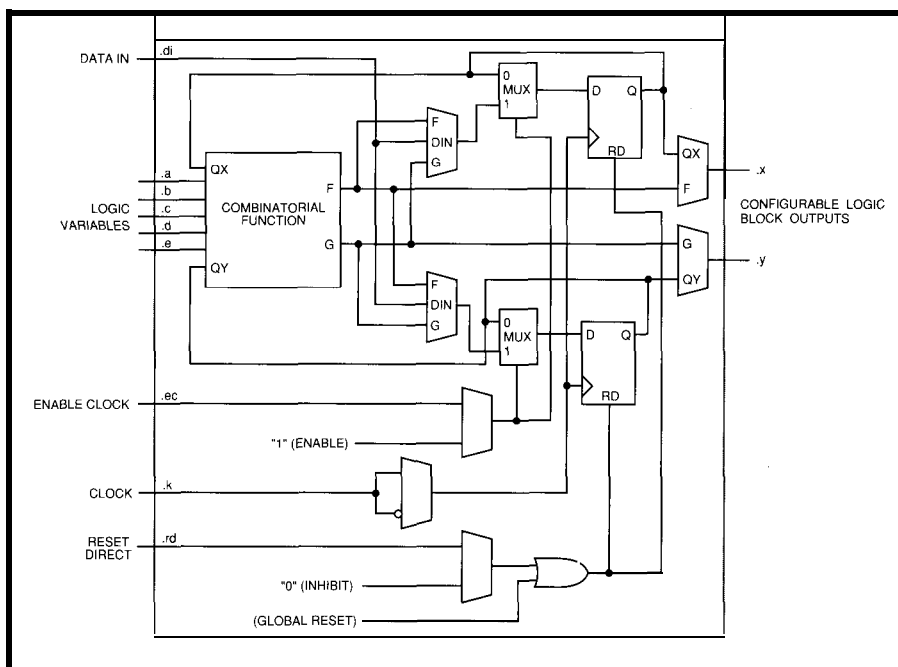 DATA IN
.di
0
MUX
1
D Q
RD
F
DIN
G
QX
F
.x
QX
.a
.b
LOGIC .c
VARIABLES .d
.e
QY
COMBINATORIAL
FUNCTION
F
G
CONFIGURABLE LOGIC
BLOCK OUTPUTS
G
QY
.y
F
DIN
G
0
MUX
1
D Q
RD
ENABLE CLOCK
.ec
"1" (ENABLE)
CLOCK
.k
RESET
DIRECT
.rd
"0" (INHIBIT)
(GLOBAL RESET)